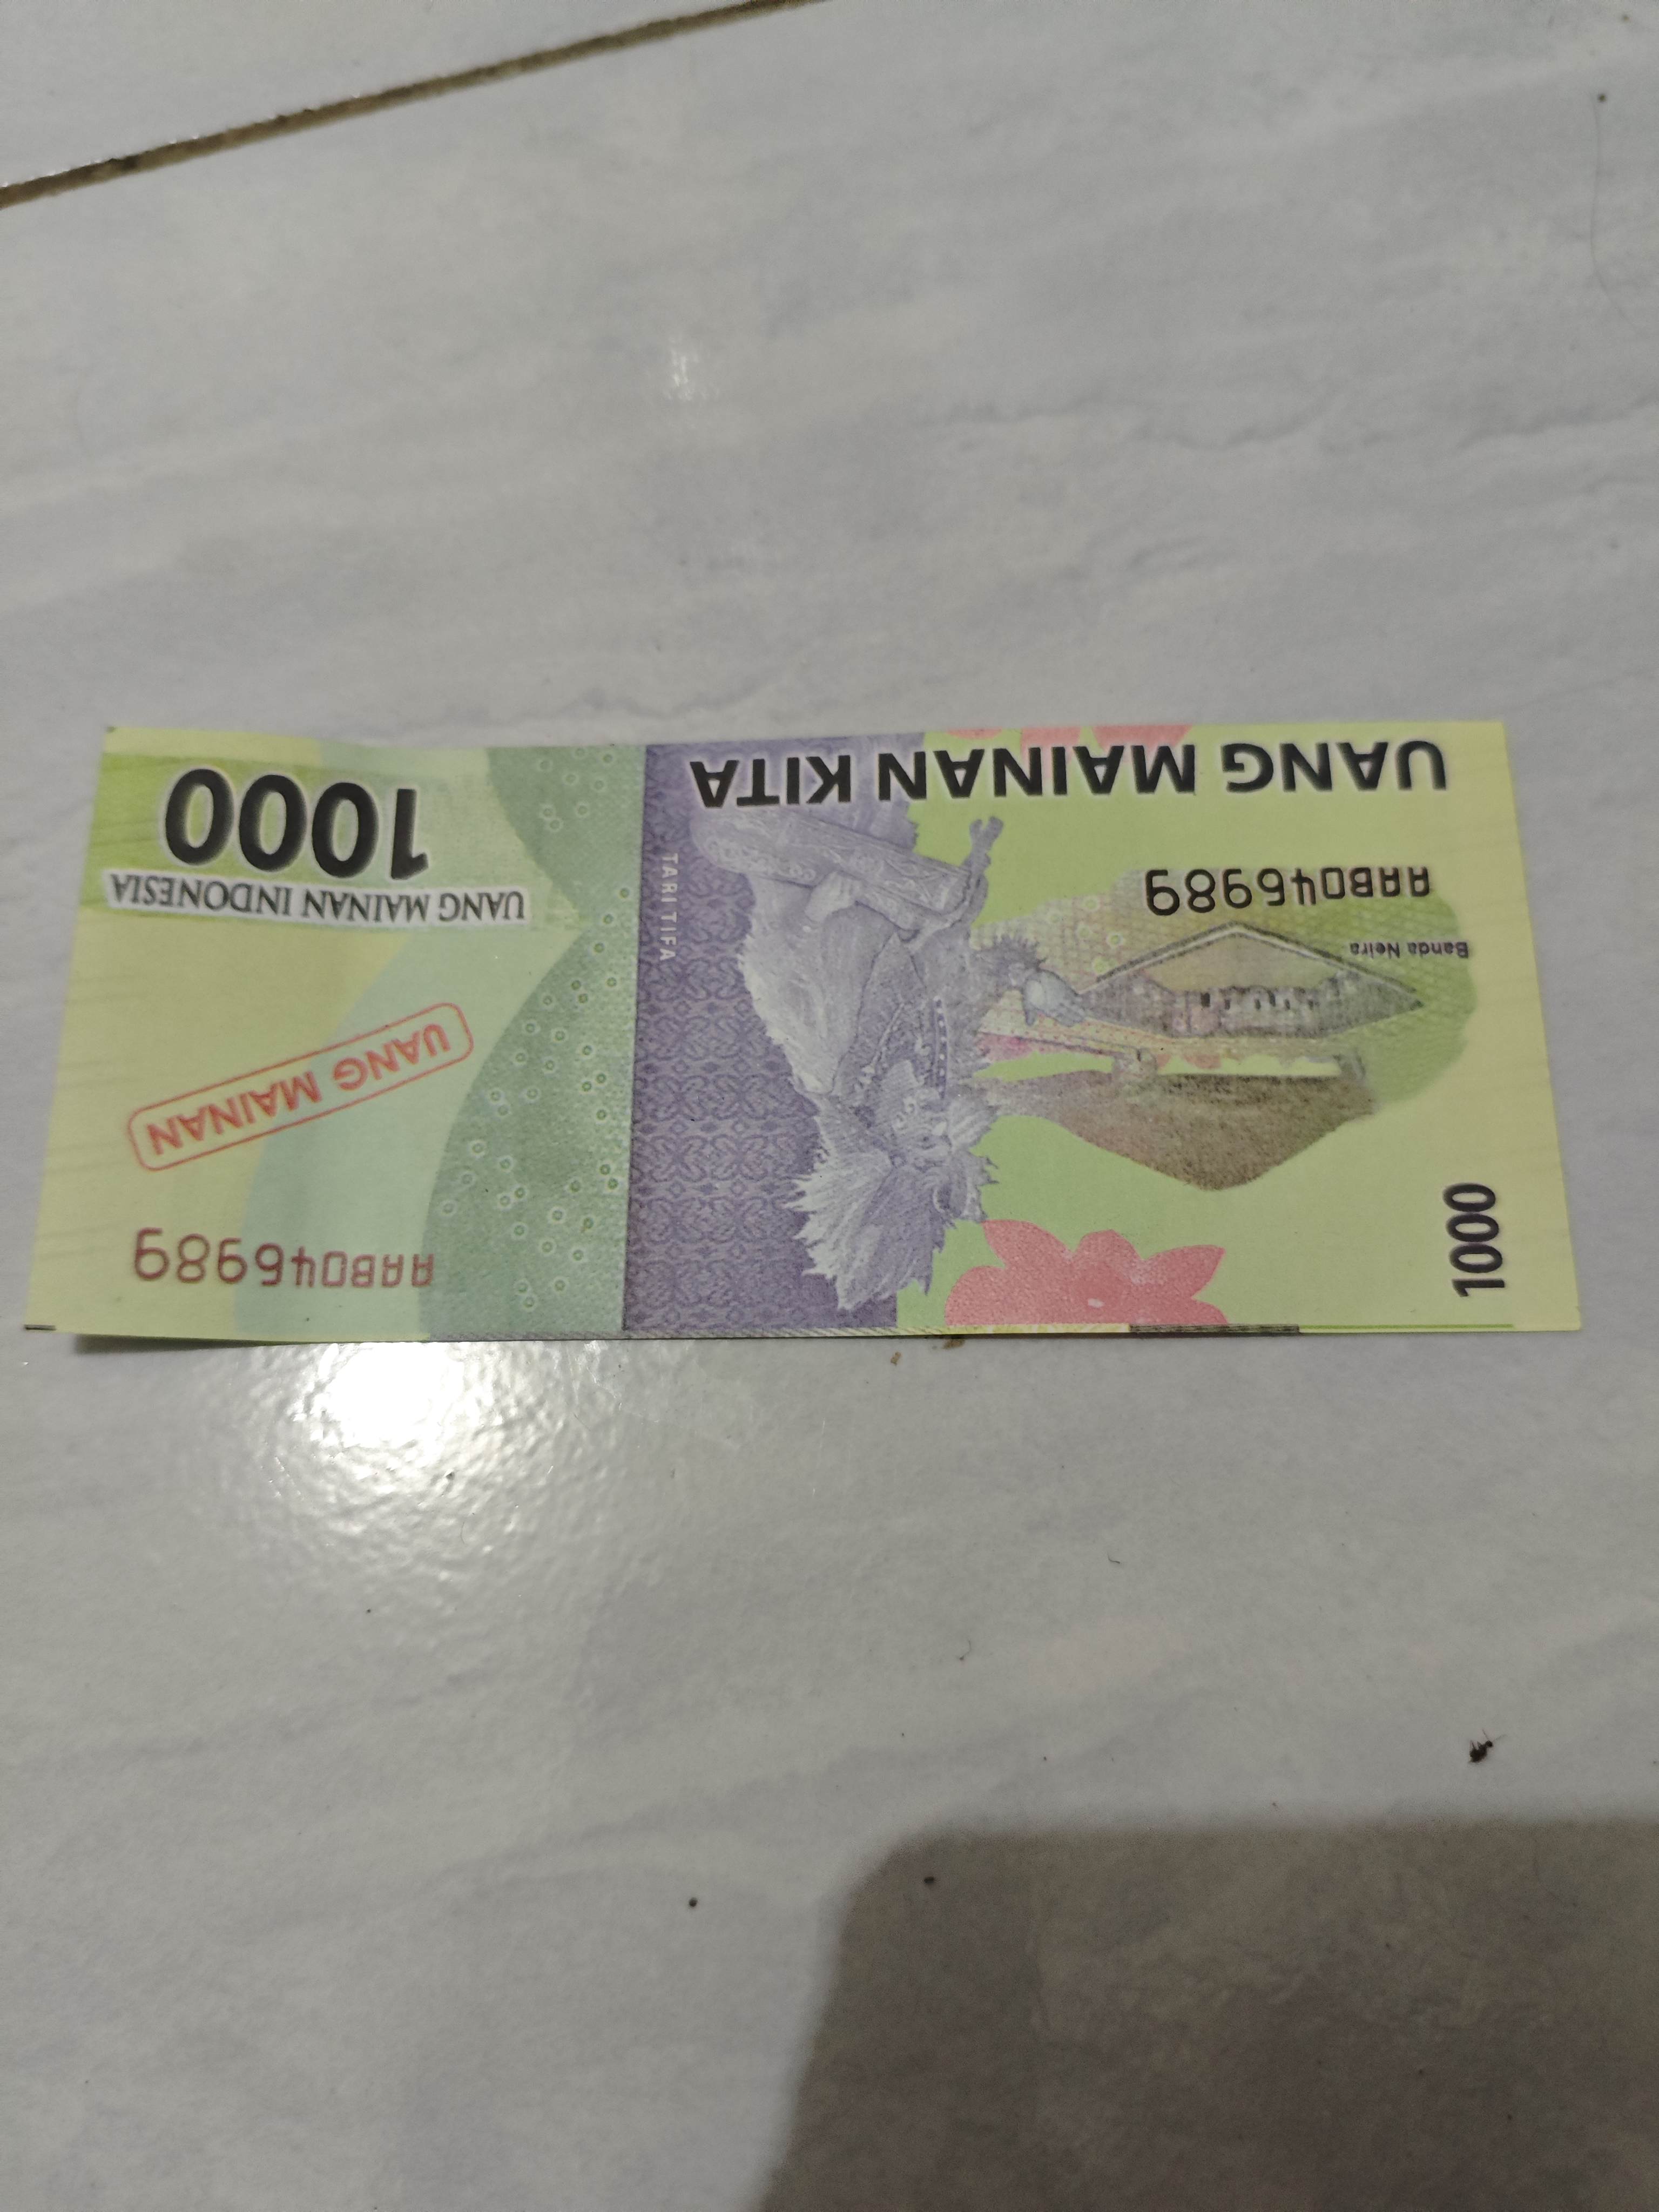 1000
Banda Neira
AAB046989
UANG MAINAN KITA
TARI TIFA
AAB046989
UANG MAINAN
UANG MAINAN INDONESIA
1000